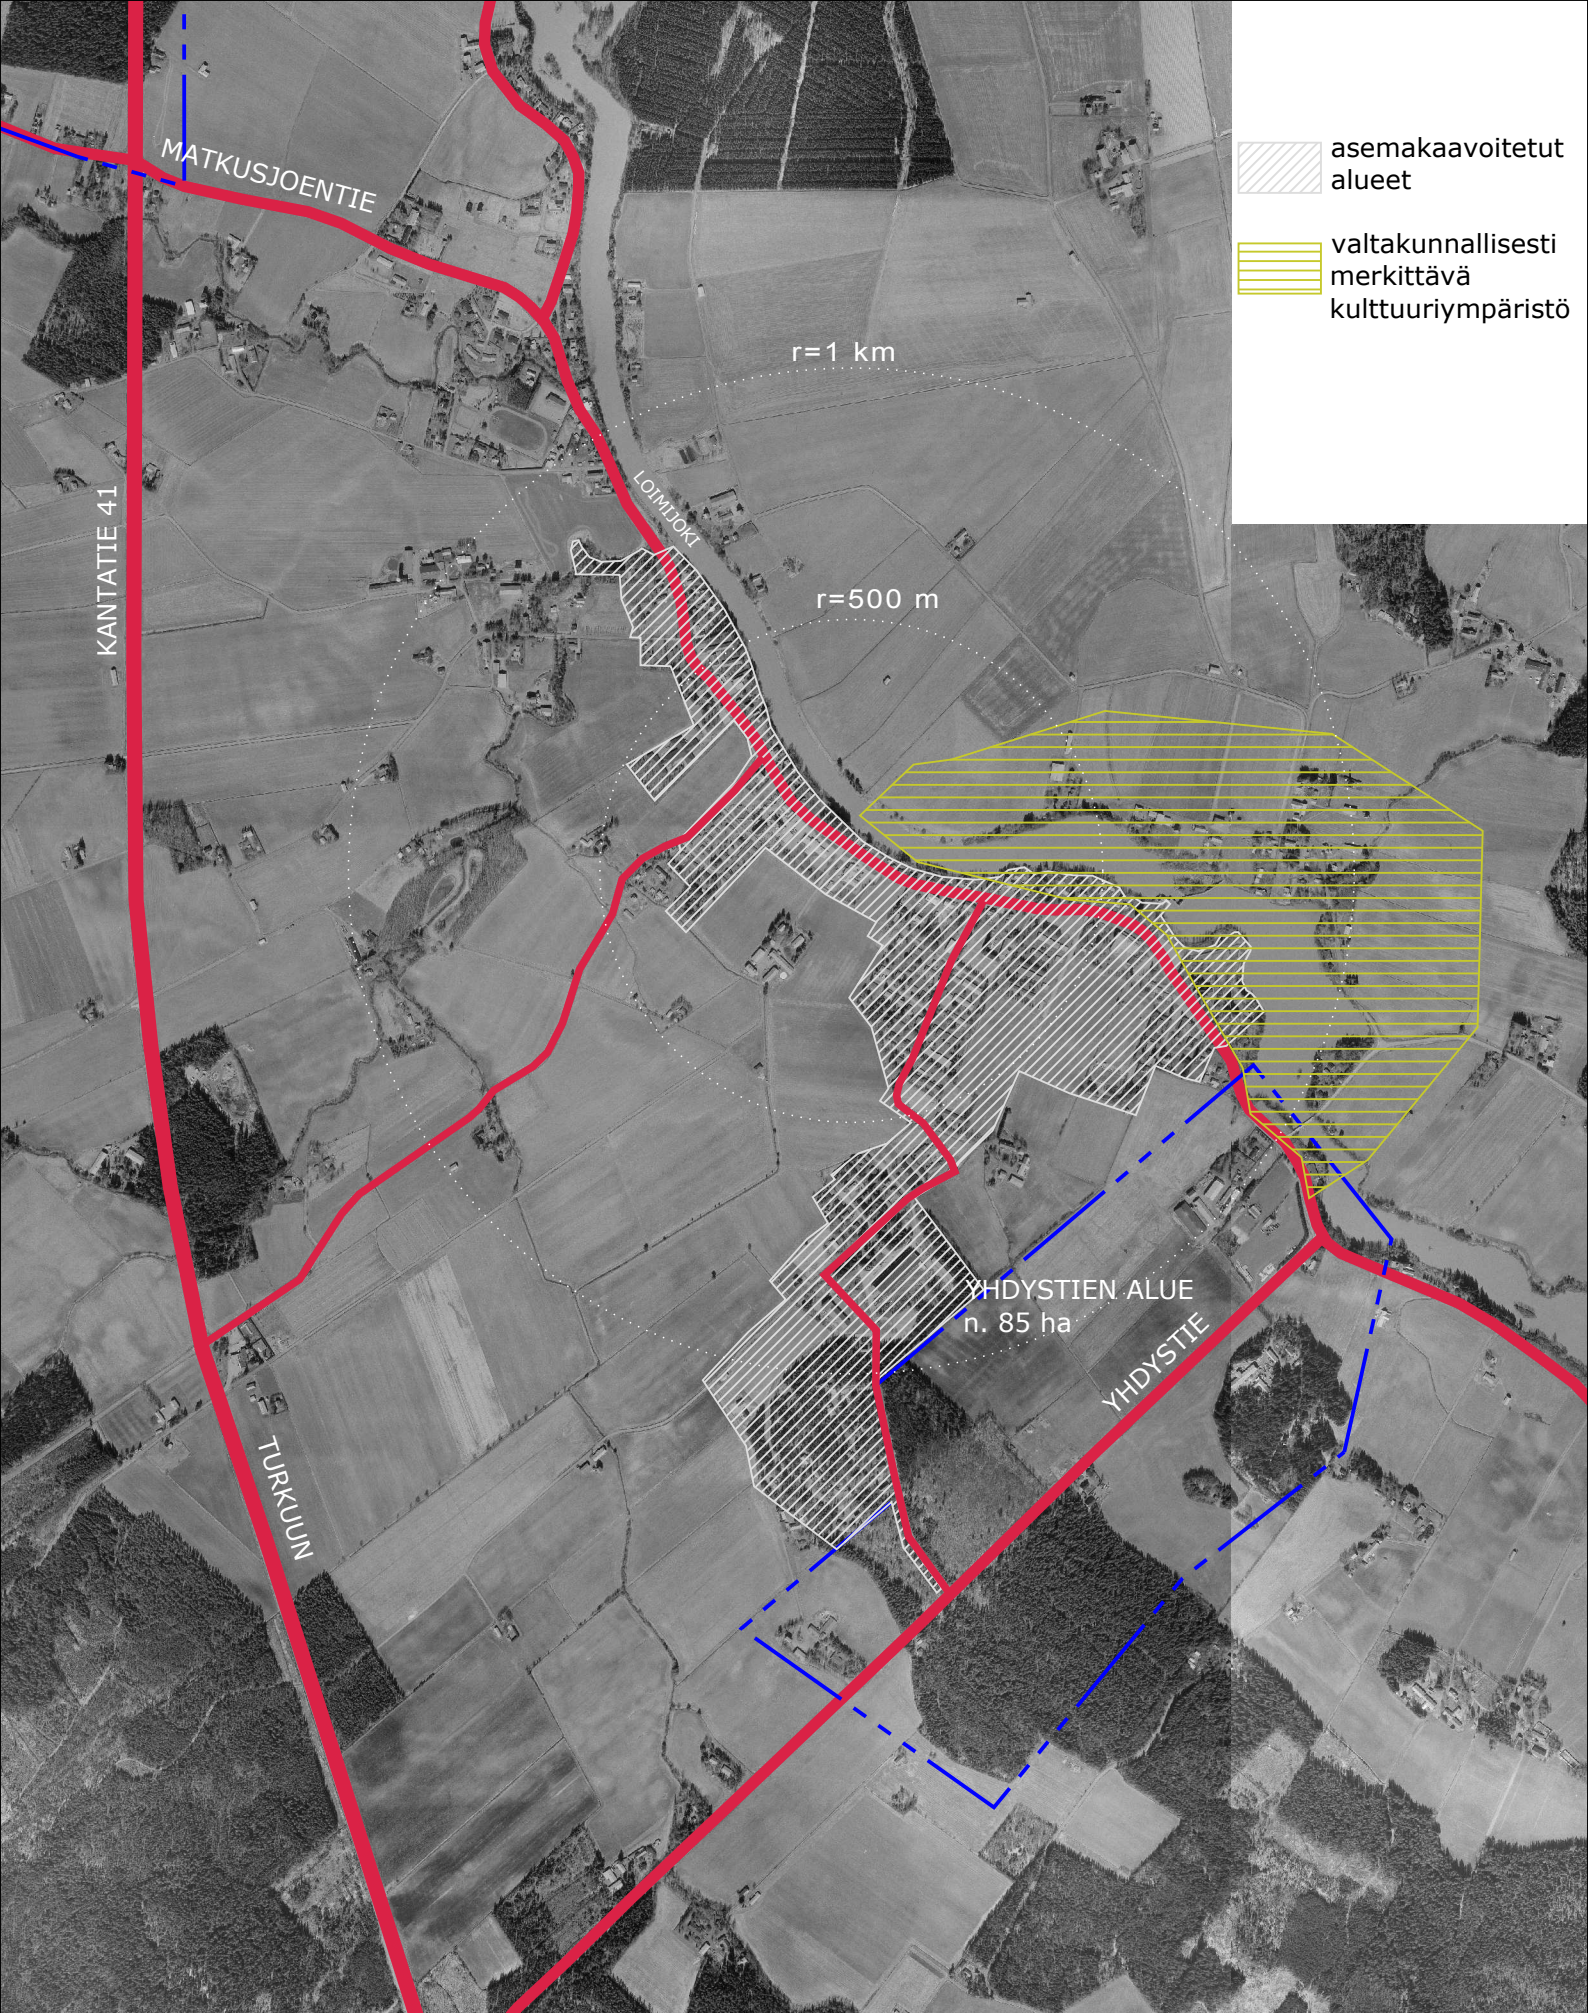 asemakaavoitetut
alueet
valtakunnallisesti
merkittävä
kulttuuriympäristö
MATKUSJOENTIE
r=1 km
LOIMIJOKI
KANTATIE 41
r=500 m
YHDYSTIEN ALUE
n. 85 ha
YHDYSTIE
TURKUUN